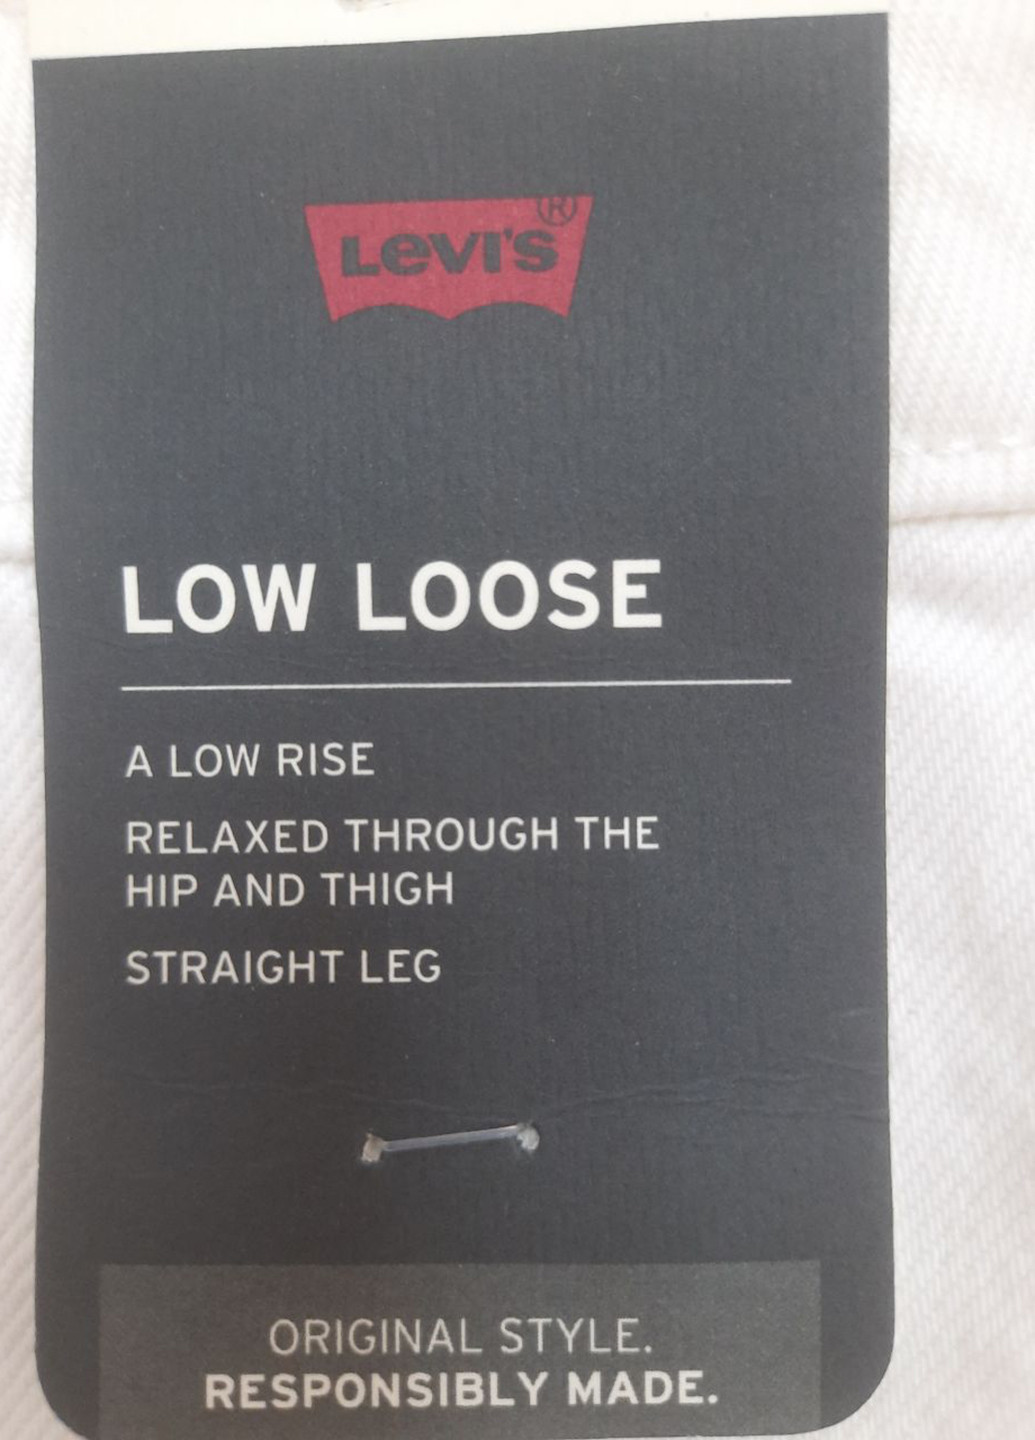 Levi's®
LOW LOOSE
A LOW RISE
RELAXED THROUGH THE
HIP AND THIGH
STRAIGHT LEG
ORIGINAL STYLE.
RESPONSIBLY MADE.